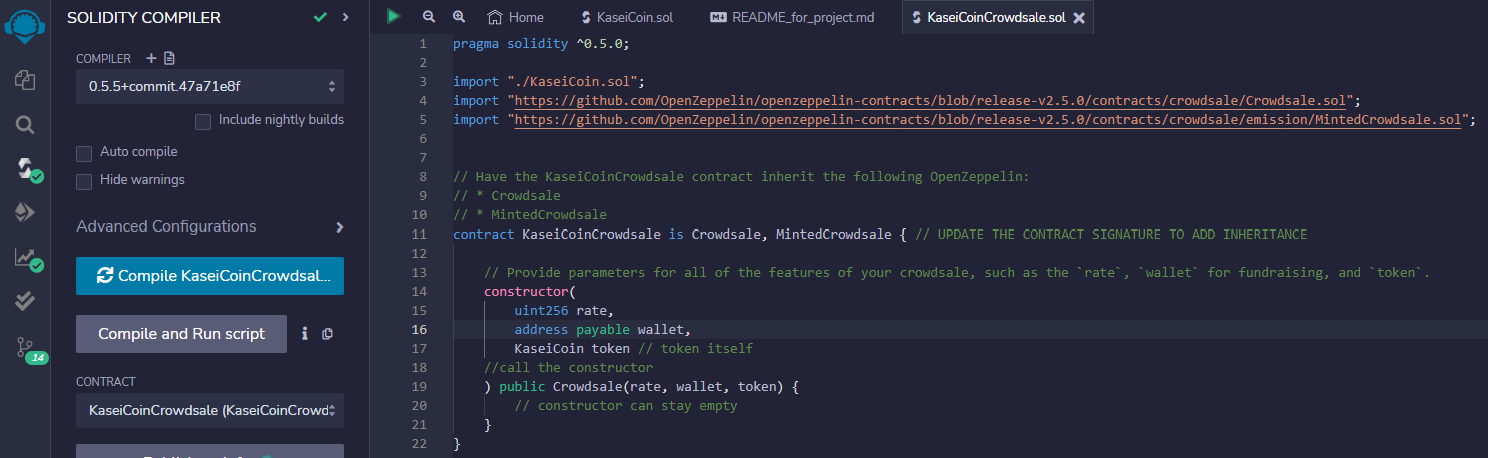 SOLIDITY COMPILER
COMPILER
0.5.5+commit.47a71e8f
Include nightly builds
Auto compile
Hide warnings
Advanced Configurations
Compile KaseiCoinCrowdsal...
Compile and Run script
CONTRACT
KaseiCoinCrowdsale (KaseiCoinCrowd
14
Home
KaseiCoin.sol
README_for_project.md
KaseiCoinCrowdsale.sol
1 pragma solidity ^0.5.0;
2
3 import "./KaseiCoin.sol";
4 import "https://github.com/OpenZeppelin/openzeppelin-contracts/blob/release-v2.5.0/contracts/crowdsale/Crowdsale.sol";
5 import "https://github.com/OpenZeppelin/openzeppelin-contracts/blob/release-v2.5.0/contracts/crowdsale/emission/MintedCrowdsale.sol";
6
7
8 // Have the KaseiCoinCrowdsale contract inherit the following OpenZeppelin:
9 // * Crowdsale
10 // * MintedCrowdsale
11 contract KaseiCoinCrowdsale is Crowdsale, MintedCrowdsale { // UPDATE THE CONTRACT SIGNATURE TO ADD INHERITANCE
12
13 // Provide parameters for all of the features of your crowdsale, such as the `rate`, `wallet` for fundraising, and `token`.
14 constructor(
15 uint256 rate,
16 address payable wallet,
17 KaseiCoin token // token itself
18 //call the constructor
19 ) public Crowdsale(rate, wallet, token) {
20 // constructor can stay empty
21 }
22 }